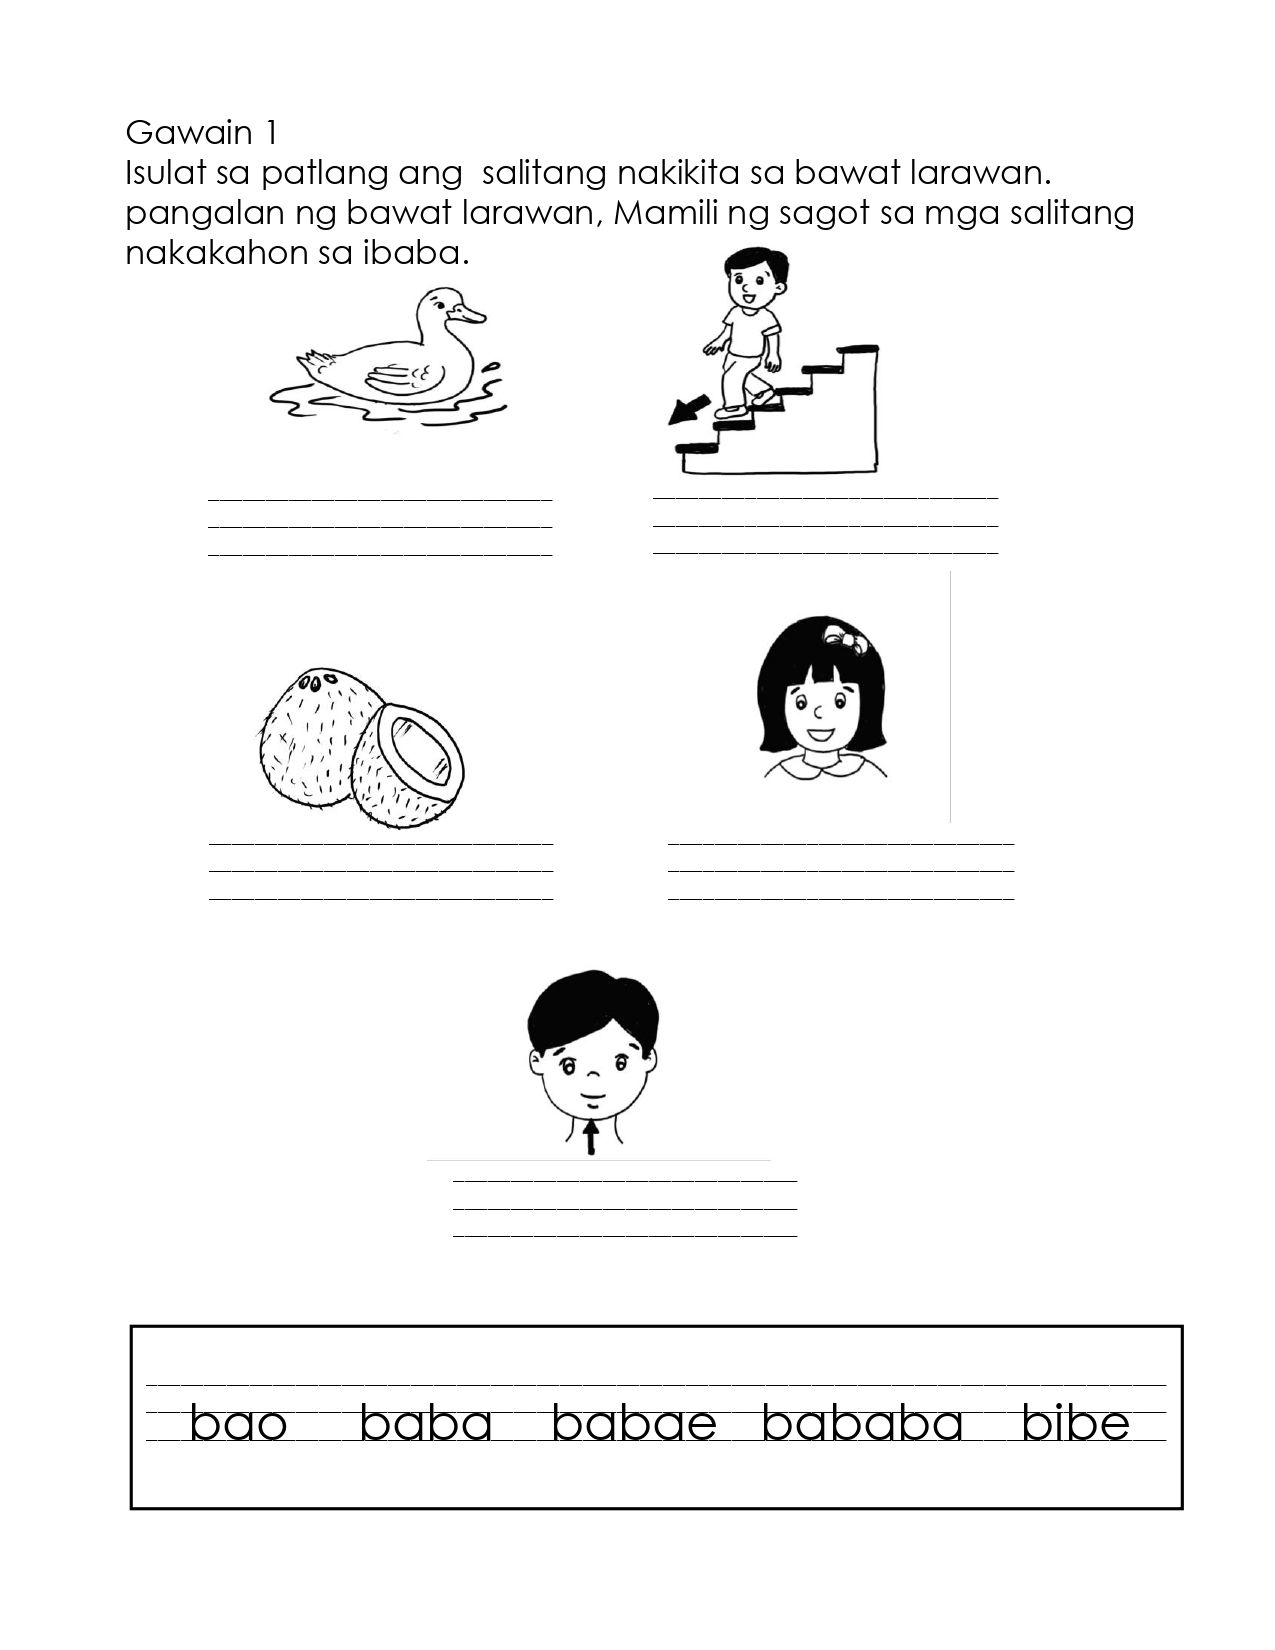 Gawain 1
Isulat sa patlang ang  salitang nakikita sa bawat larawan.
pangalan ng bawat larawan, Mamili ng sagot sa mga salitang
nakakahon sa ibaba.
bao baba babae bababa bibe